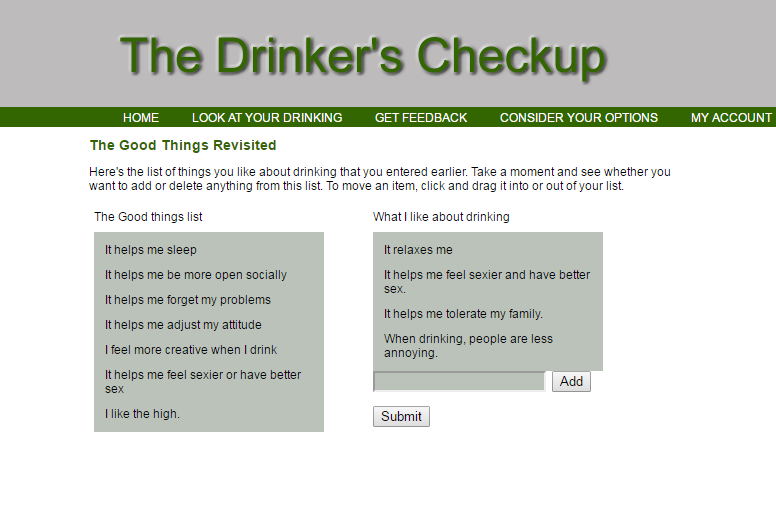 The Drinker's Checkup
HOME LOOK AT YOUR DRINKING GET FEEDBACK CONSIDER YOUR OPTIONS MY ACCOUNT
The Good Things Revisited
Here's the list of things you like about drinking that you entered earlier. Take a moment and see whether you
want to add or delete anything from this list. To move an item, click and drag it into or out of your list.
The Good things list
It helps me sleep
It helps me be more open socially
It helps me forget my problems
It helps me adjust my attitude
I feel more creative when I drink
It helps me feel sexier or have better
sex
I like the high.
What I like about drinking
It relaxes me
It helps me feel sexier and have better
sex.
It helps me tolerate my family.
When drinking, people are less
annoying.
Add
Submit